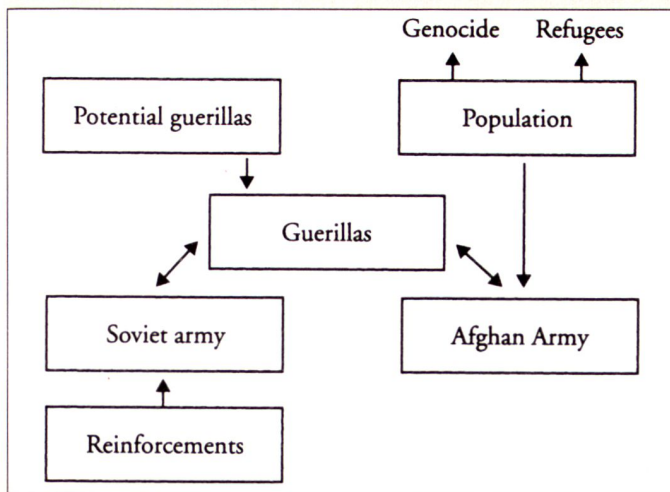 Genocide Refugees
Potential guerillas
Population
Guerillas
Soviet army
Afghan Army
Reinforcements